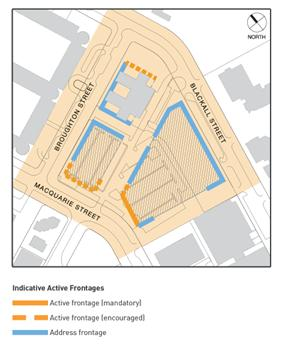 NORTH
BROUGHTON STREET
BLACKALL STREET
MACQUARIE STREET
Indicative Active Frontages
Active frontage (mandatory)
Active frontage (encouraged)
Address frontage